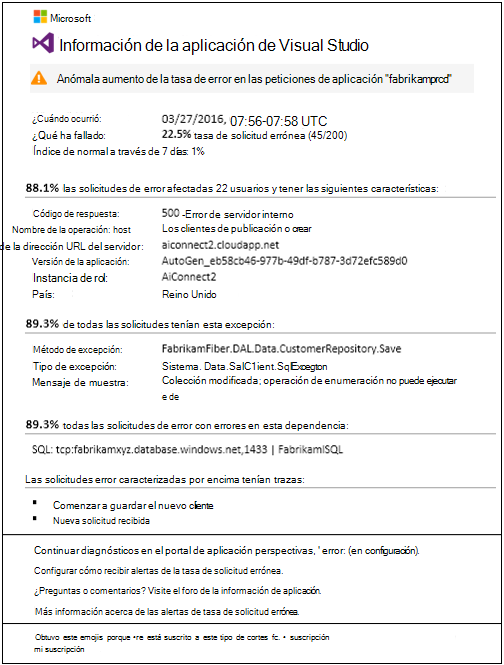 Microsoft
Información de la aplicación de Visual Studio
Anómala aumento de la tasa de error en las peticiones de aplicación "fabrikamprcd"
¿Cuándo ocurrió: 03/27/2016, 07:56-07:58 UTC
¿Qué ha fallado: 22.5% tasa de solicitud errónea (45/200)
Índice de normal a través de 7 días: 1%
88.1% las solicitudes de error afectadas 22 usuarios y tener las siguientes características:
Código de respuesta: 500 -Error de servidor interno
Nombre de la operación: host Los clientes de publicación o crear
de la dirección URL del servidor: aiconnect2.cloudapp.net
Versión de la aplicación: AutoGen_eb58cb46-977b-49df-b787-3d72efc589d0
Instancia de rol: AiConnect2
País: Reino Unido
89.3% de todas las solicitudes tenían esta excepción:
Método de excepción: FabrikamFiber.DAL.Data.CustomerRepository.Save
Tipo de excepción: Sistema. Data.SalC1ient.SqlExcegton
Mensaje de muestra: Colección modificada; operación de enumeración no puede ejecutar
e de
89.3% todas las solicitudes de error con errores en esta dependencia:
SQL: tcp:fabrikamxyz.database.windows.net,1433 | FabrikamlSQL
Las solicitudes error caracterizadas por encima tenían trazas:
Comenzar a guardar el nuevo cliente
Nueva solicitud recibida
Continuar diagnósticos en el portal de aplicación perspectivas, ' error: (en configuración).
Configurar cómo recibir alertas de la tasa de solicitud errónea.
¿Preguntas o comentarios? Visite el foro de la información de aplicación.
Más información acerca de las alertas de tasa de solicitud errónea.
Obtuvo este emojis porque •re está suscrito a este tipo de cortes fc. • suscripción
mi suscripción